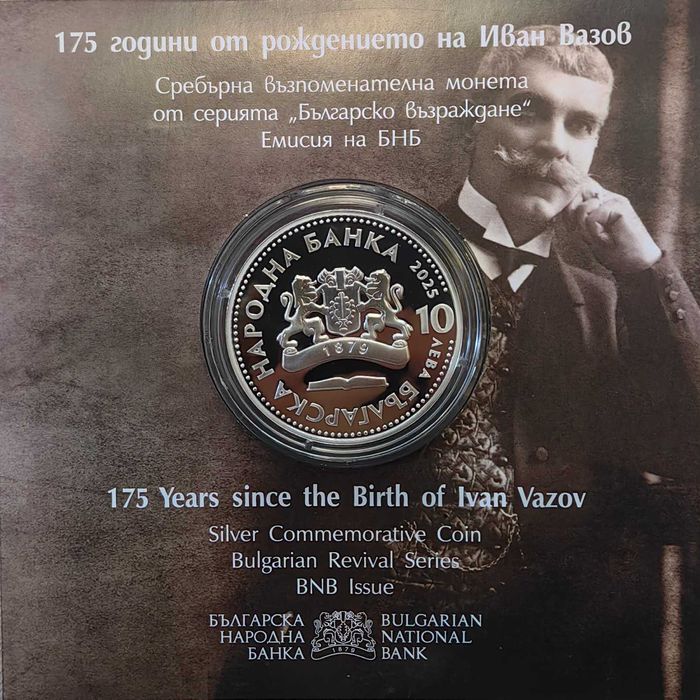 175 години от рождението на Иван Вазов
Сребърна възпоменателна монета
от серията „Българско възраждане“
Емисия на БНБ
БЪЛГАРСКА НАРОДНА БАНКА
2025
10
ЛЕВА
1879
175 Years since the Birth of Ivan Vazov
Silver Commemorative Coin
Bulgarian Revival Series
BNB Issue
БЪЛГАРСКА
НАРОДНА
БАНКА
1879
BULGARIAN
NATIONAL
BANK